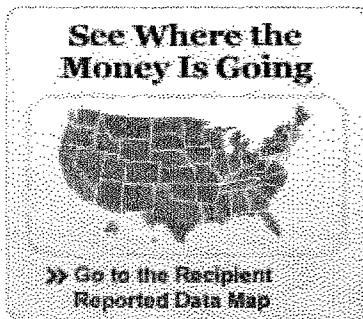 See Where the
Money Is Going
» Go to the Recipient
Reported Data Map